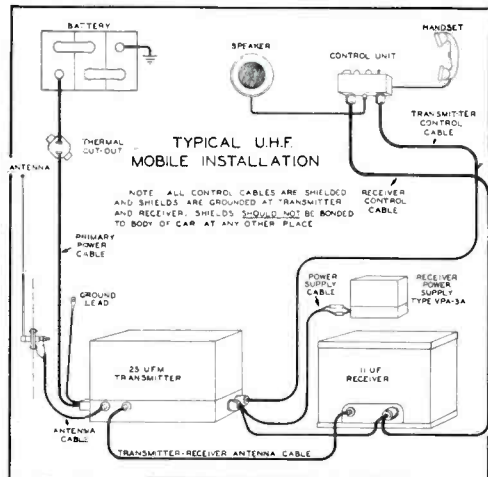 BATTERY
HANDSET
SPEAKER
CONTROL UNIT
TRANSMITTER
CONTROL
CABLE
THERMAL
CUT-OUT
TYPICAL U.H.F.
MOBILE INSTALLATION
ANTENNA
NOTE ALL CONTROL CABLES ARE SHIELDED
AND SHIELDS ARE GROUNDED AT TRANSMITTER
AND RECEIVER. SHIELDS SHOULD NOT BE BONDED
TO BODY OF CAR AT ANY OTHER PLACE
RECEIVER
CONTROL
CABLE
PRIMARY
POWER
CABLE
GROUND
LEAD
POWER
SUPPLY
CABLE
RECEIVER
POWER
SUPPLY
TYPE VPA-3A
25 UFM
TRANSMITTER
11 UF
RECEIVER
ANTENNA
CABLE
TRANSMITTER-RECEIVER ANTENNA CABLE